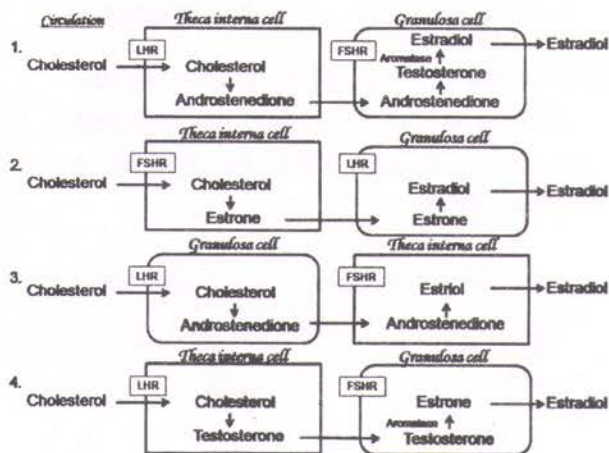 Circulation
Theca interna cell
Granulosa cell
1.
LHR
FSHR
Estradiol
Estradiol
Cholesterol
Cholesterol
Aromatase
Testosterone
Androstenedione
Androstenedione
Theca interna cell
Granulosa cell
2.
FSHR
LHR
Cholesterol
Cholesterol
Estradiol
Estradiol
Estrone
Estrone
Granulosa cell
Theca interna cell
3.
LHR
FSHR
Cholesterol
Cholesterol
Estriol
Estradiol
Androstenedione
Androstenedione
Theca interna cell
Granulosa cell
4.
LHR
FSHR
Cholesterol
Cholesterol
Estrone
Estradiol
Aromatase
Testosterone
Testosterone